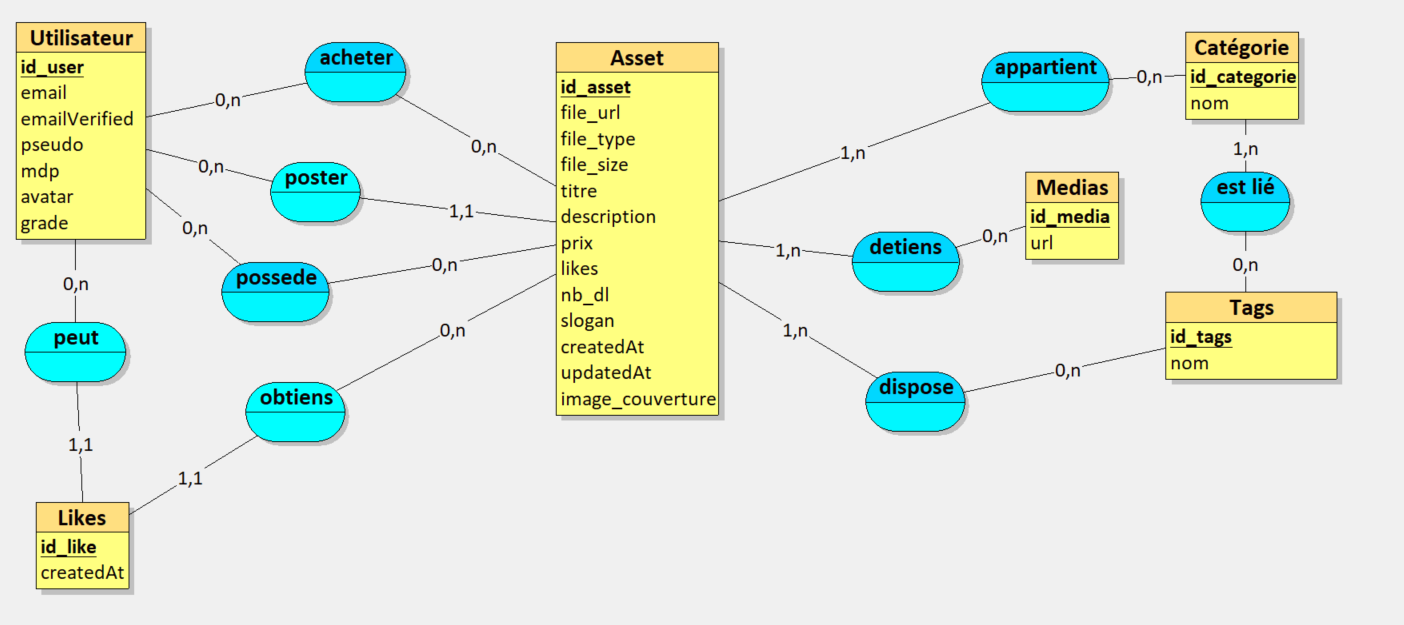 Utilisateur
id_user
email
emailVerified
pseudo
mdp
avatar
grade
acheter
0,n
0,n
poster
0,n
1,1
possede
0,n
0,n
peut
0,n
1,1
obtiens
0,n
1,1
Likes
id_like
createdAt
Asset
id_asset
file_url
file_type
file_size
titre
description
prix
likes
nb_dl
slogan
createdAt
updatedAt
image_couverture
appartient
0,n
1,n
Catégorie
id_categorie
nom
1,n
est lié
0,n
Medias
id_media
url
detiens
0,n
1,n
dispose
1,n
0,n
Tags
id_tags
nom